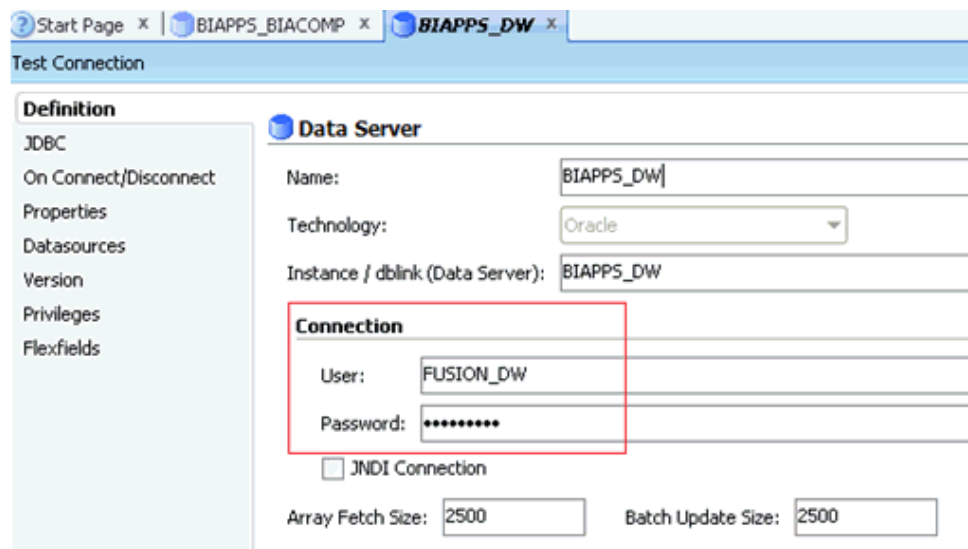 Start Page x BIAPPS_BIACOMP x BIAPPS_DW x
Test Connection
Definition
JDBC
On Connect/Disconnect
Properties
Datasources
Version
Privileges
Flexfields
Data Server
Name: BIAPPS_DW
Technology: Oracle
Instance / dblink (Data Server): BIAPPS_DW
Connection
User: FUSION_DW
Password: •••••••••
JNDI Connection
Array Fetch Size: 2500 Batch Update Size: 2500